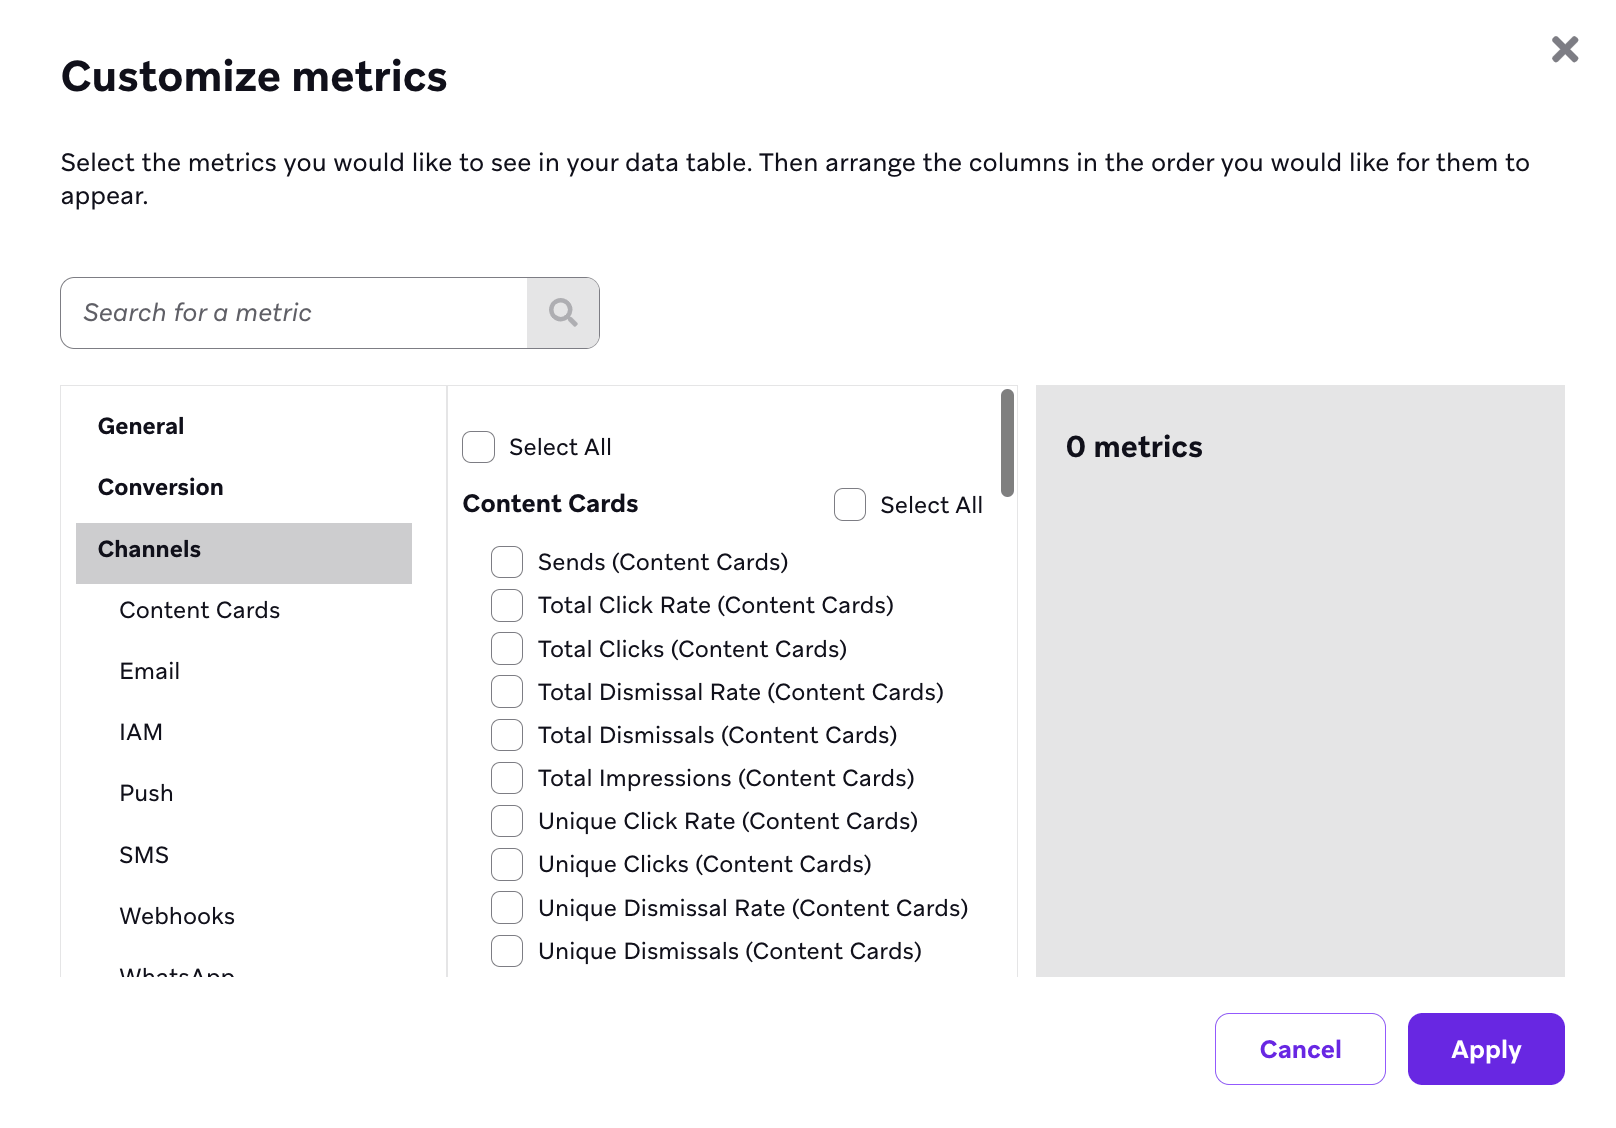 Customize metrics
Select the metrics you would like to see in your data table. Then arrange the columns in the order you would like for them to
appear.
Search for a metric
General
Conversion
Channels
Content Cards
Email
IAM
Push
SMS
Webhooks
WhatsApp
Select All
Content Cards
Select All
Sends (Content Cards)
Total Click Rate (Content Cards)
Total Clicks (Content Cards)
Total Dismissal Rate (Content Cards)
Total Dismissals (Content Cards)
Total Impressions (Content Cards)
Unique Click Rate (Content Cards)
Unique Clicks (Content Cards)
Unique Dismissal Rate (Content Cards)
Unique Dismissals (Content Cards)
0 metrics
Cancel
Apply